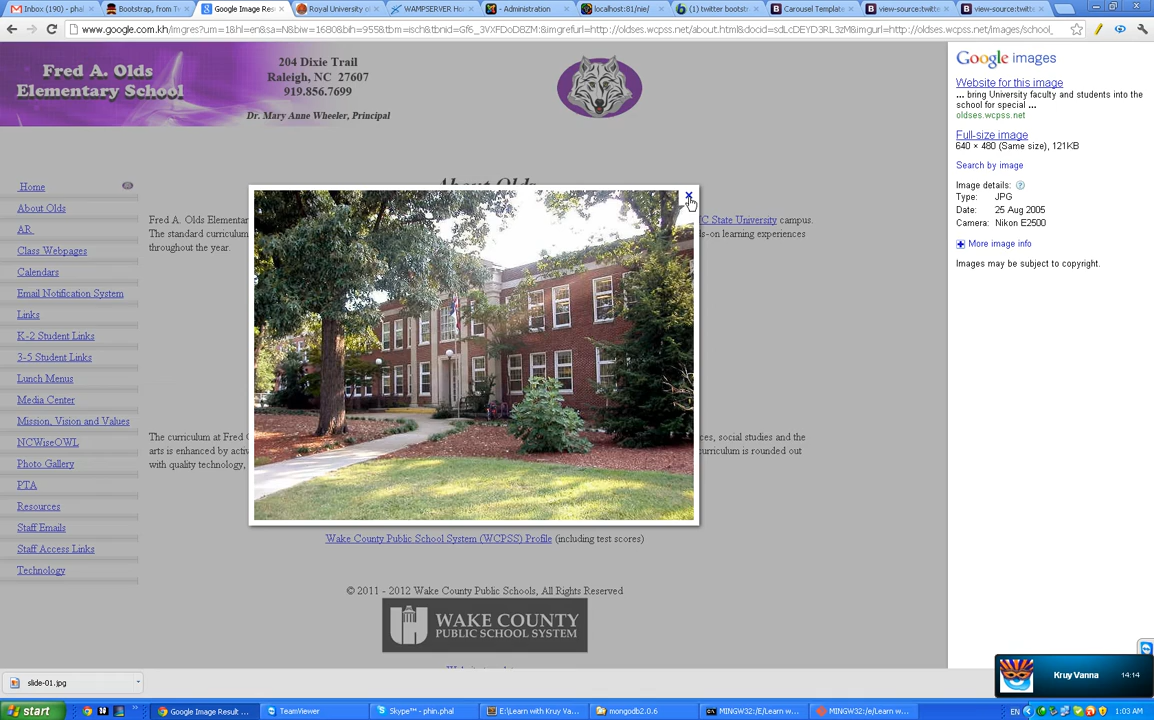 Inbox (190) - phal
Bootstrap, from Tw
Google Image Resu
Royal University of
WAMPSERVER Ho
- Administration
localhost:81/nie/
(1) twitter bootstr
Carousel Template
view-source:twitte
view-source:twitte
www.google.com.kh/imgres?um=1&hl=en&sa=N&biw=1680&bih=955&tbm=isch&tbnid=Gf6_3VXFDoD8ZM:&imgrefurl=http://oldses.wcpss.net/about.html&docid=sdLcDEYD3RL3zM&imgurl=http://oldses.wcpss.net/images/school_
Fred A. Olds
Elementary School
204 Dixie Trail
Raleigh, NC 27607
919.856.7699
Dr. Mary Anne Wheeler, Principal
Home
About Olds
AR
Class Webpages
Calendars
Email Notification System
Links
K-2 Student Links
3-5 Student Links
Lunch Menus
Media Center
Mission, Vision and Values
NCWiseOWL
Photo Gallery
PTA
Resources
Staff Emails
Staff Access Links
Technology
About Olds
Fred A. Olds Elementar C State University campus.
The standard curriculum s-on learning experiences
throughout the year.
The curriculum at Fred ces, social studies and the
arts is enhanced by activ curriculum is rounded out
with quality technology,
Wake County Public School System (WCPSS) Profile (including test scores)
© 2011 - 2012 Wake County Public Schools, All Rights Reserved
WAKE COUNTY
PUBLIC SCHOOL SYSTEM
Google images
Website for this image
... bring University faculty and students into the
school for special ...
oldses.wcpss.net
Full-size image
640 × 480 (Same size), 121KB
Search by image
Image details:
Type: JPG
Date: 25 Aug 2005
Camera: Nikon E2500
More image info
Images may be subject to copyright.
slide-01.jpg
Kruy Vanna 14:14
start
Google Image Result ...
TeamViewer
Skype™ - phin.phal
E:\Learn with Kruy Va...
mongodb2.0.6
MINGW32:/E/Learn w...
MINGW32:/e/Learn w...
EN
1:03 AM